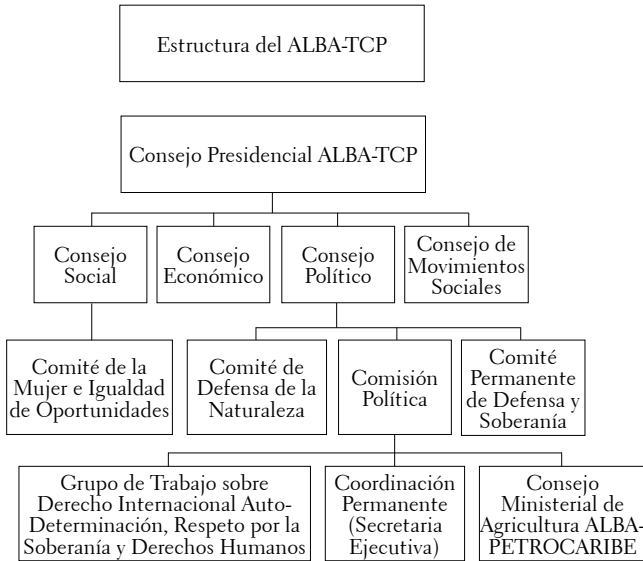 Estructura del ALBA-TCP
Consejo Presidencial ALBA-TCP
Consejo
Social
Consejo
Económico
Consejo
Político
Consejo de
Movimientos
Sociales
Comité de la
Mujer e Igualdad
de Oportunidades
Comité de
Defensa de la
Naturaleza
Comisión
Política
Comité
Permanente
de Defensa y
Soberanía
Grupo de Trabajo sobre
Derecho Internacional Auto-
Determinación, Respeto por la
Soberanía y Derechos Humanos
Coordinación
Permanente
(Secretaria
Ejecutiva)
Consejo
Ministerial de
Agricultura ALBA-
PETROCARIBE